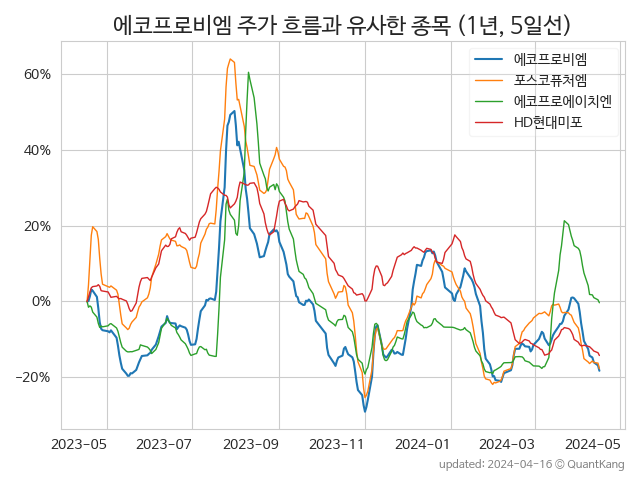 에코프로비엠 주가 흐름과 유사한 종목 (1년, 5일선)
에코프로비엠
포스코퓨처엠
에코프로에이치엔
HD현대미포
60%
40%
20%
0%
−20%
2023-05 2023-07 2023-09 2023-11 2024-01 2024-03 2024-05
updated: 2024-04-16 © QuantKang